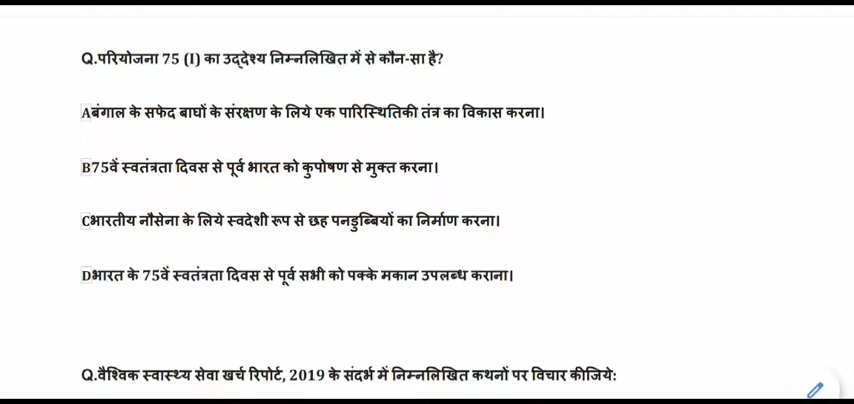 Q.परियोजना 75 (I) का उद्देश्य निम्नलिखित में से कौन-सा है?
Aबंगाल के सफेद बाघों के संरक्षण के लिये एक पारिस्थितिकी तंत्र का विकास करना।
B75वें स्वतंत्रता दिवस से पूर्व भारत को कुपोषण से मुक्त करना।
Cभारतीय नौसेना के लिये स्वदेशी रूप से छह पनडुब्बियों का निर्माण करना।
Dभारत के 75वें स्वतंत्रता दिवस से पूर्व सभी को पक्के मकान उपलब्ध कराना।
Q.वैश्विक स्वास्थ्य सेवा खर्च रिपोर्ट, 2019 के संदर्भ में निम्नलिखित कथनों पर विचार कीजिये: